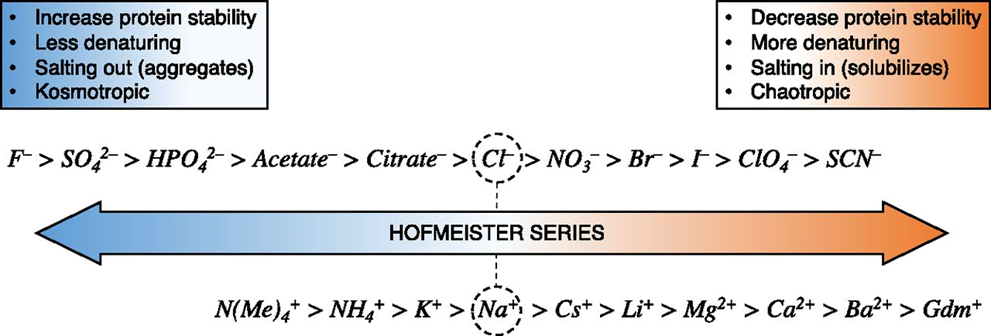 • Increase protein stability
• Less denaturing
• Salting out (aggregates)
• Kosmotropic
• Decrease protein stability
• More denaturing
• Salting in (solubilizes)
• Chaotropic
F⁻ > SO₄²⁻ > HPO₄²⁻ > Acetate⁻ > Citrate⁻ > Cl⁻ > NO₃⁻ > Br⁻ > I⁻ > ClO₄⁻ > SCN⁻
HOFMEISTER SERIES
N(Me)₄⁺ > NH₄⁺ > K⁺ > Na⁺ > Cs⁺ > Li⁺ > Mg²⁺ > Ca²⁺ > Ba²⁺ > Gdm⁺